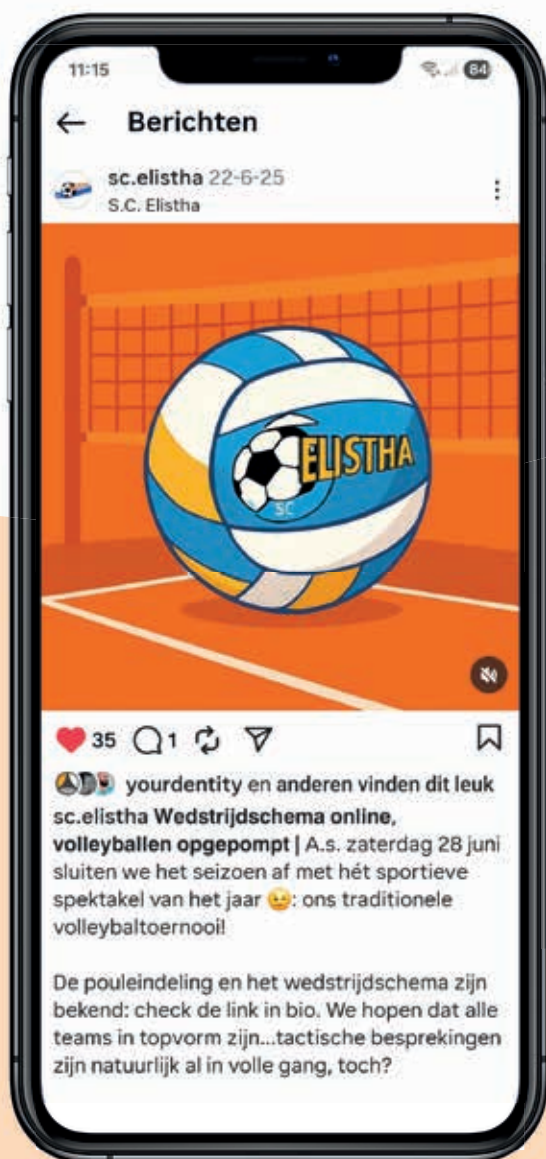 11:15
84
Berichten
sc.elistha 22-6-25
S.C. Elistha
ELISTHA
SC
35 1
yourdentity en anderen vinden dit leuk
sc.elistha Wedstrijdschema online,
volleyballen opgepompt | A.s. zaterdag 28 juni
sluiten we het seizoen af met hét sportieve
spektakel van het jaar 😉: ons traditionele
volleybaltoernooi!
De pouleindeling en het wedstrijdschema zijn
bekend: check de link in bio. We hopen dat alle
teams in topvorm zijn...tactische besprekingen
zijn natuurlijk al in volle gang, toch?